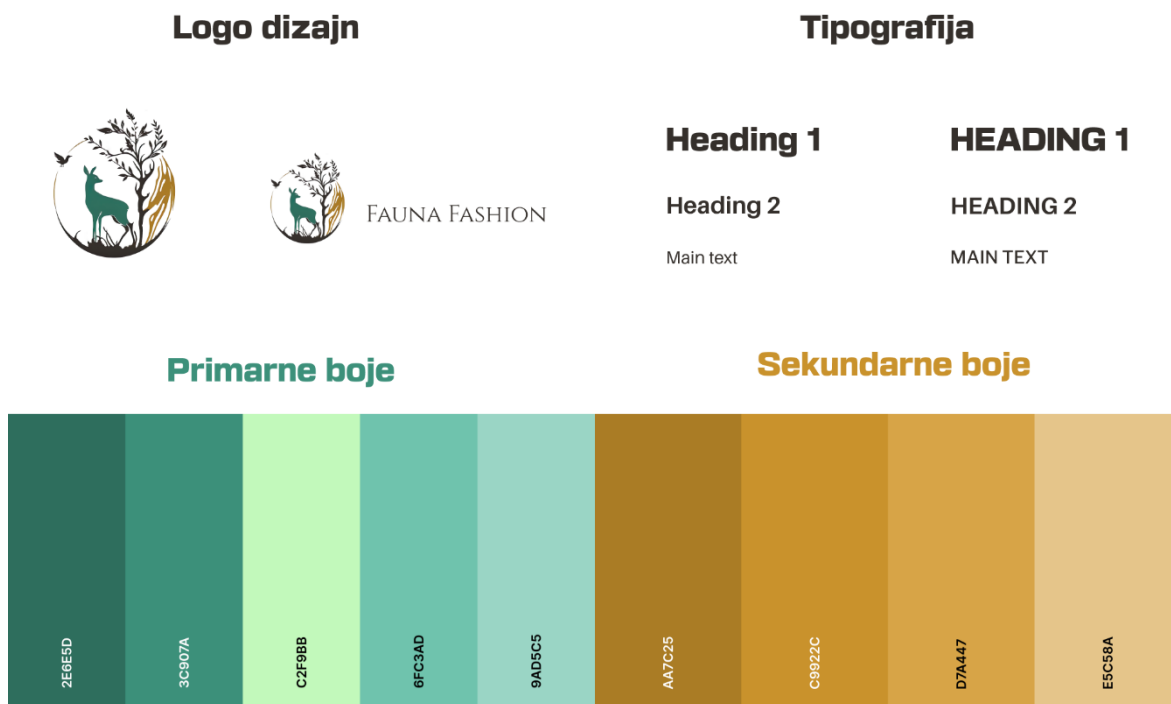 Logo dizajn
Tipografija
FAUNA FASHION
Heading 1
HEADING 1
Heading 2
HEADING 2
Main text
MAIN TEXT
Primarne boje
Sekundarne boje
2E6E5D
3C907A
C2F9BB
6FC3AD
9AD5C5
AA7C25
C9922C
D7A447
E5C58A